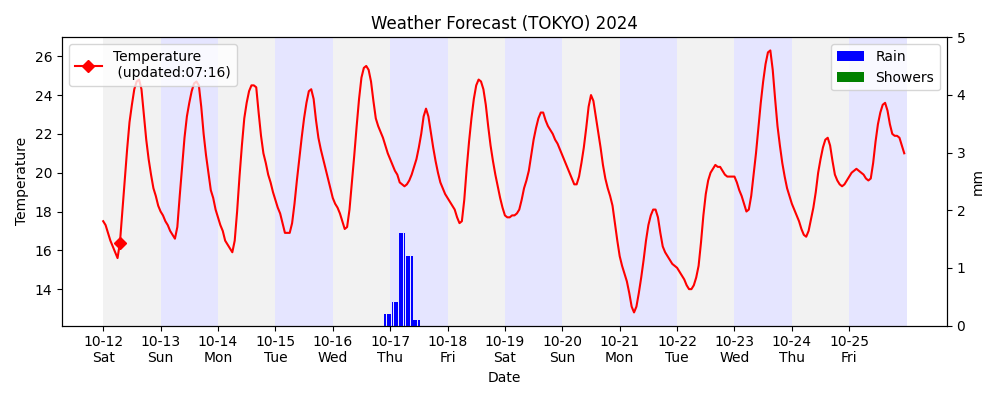 Weather Forecast (TOKYO) 2024
Temperature
(updated:07:16)
Rain
Showers
Temperature
26
24
22
20
18
16
14
5
4
3
2
1
0
mm
10-12 10-13 10-14 10-15 10-16 10-17 10-18 10-19 10-20 10-21 10-22 10-23 10-24 10-25
Sat Sun Mon Tue Wed Thu Fri Sat Sun Mon Tue Wed Thu Fri
Date